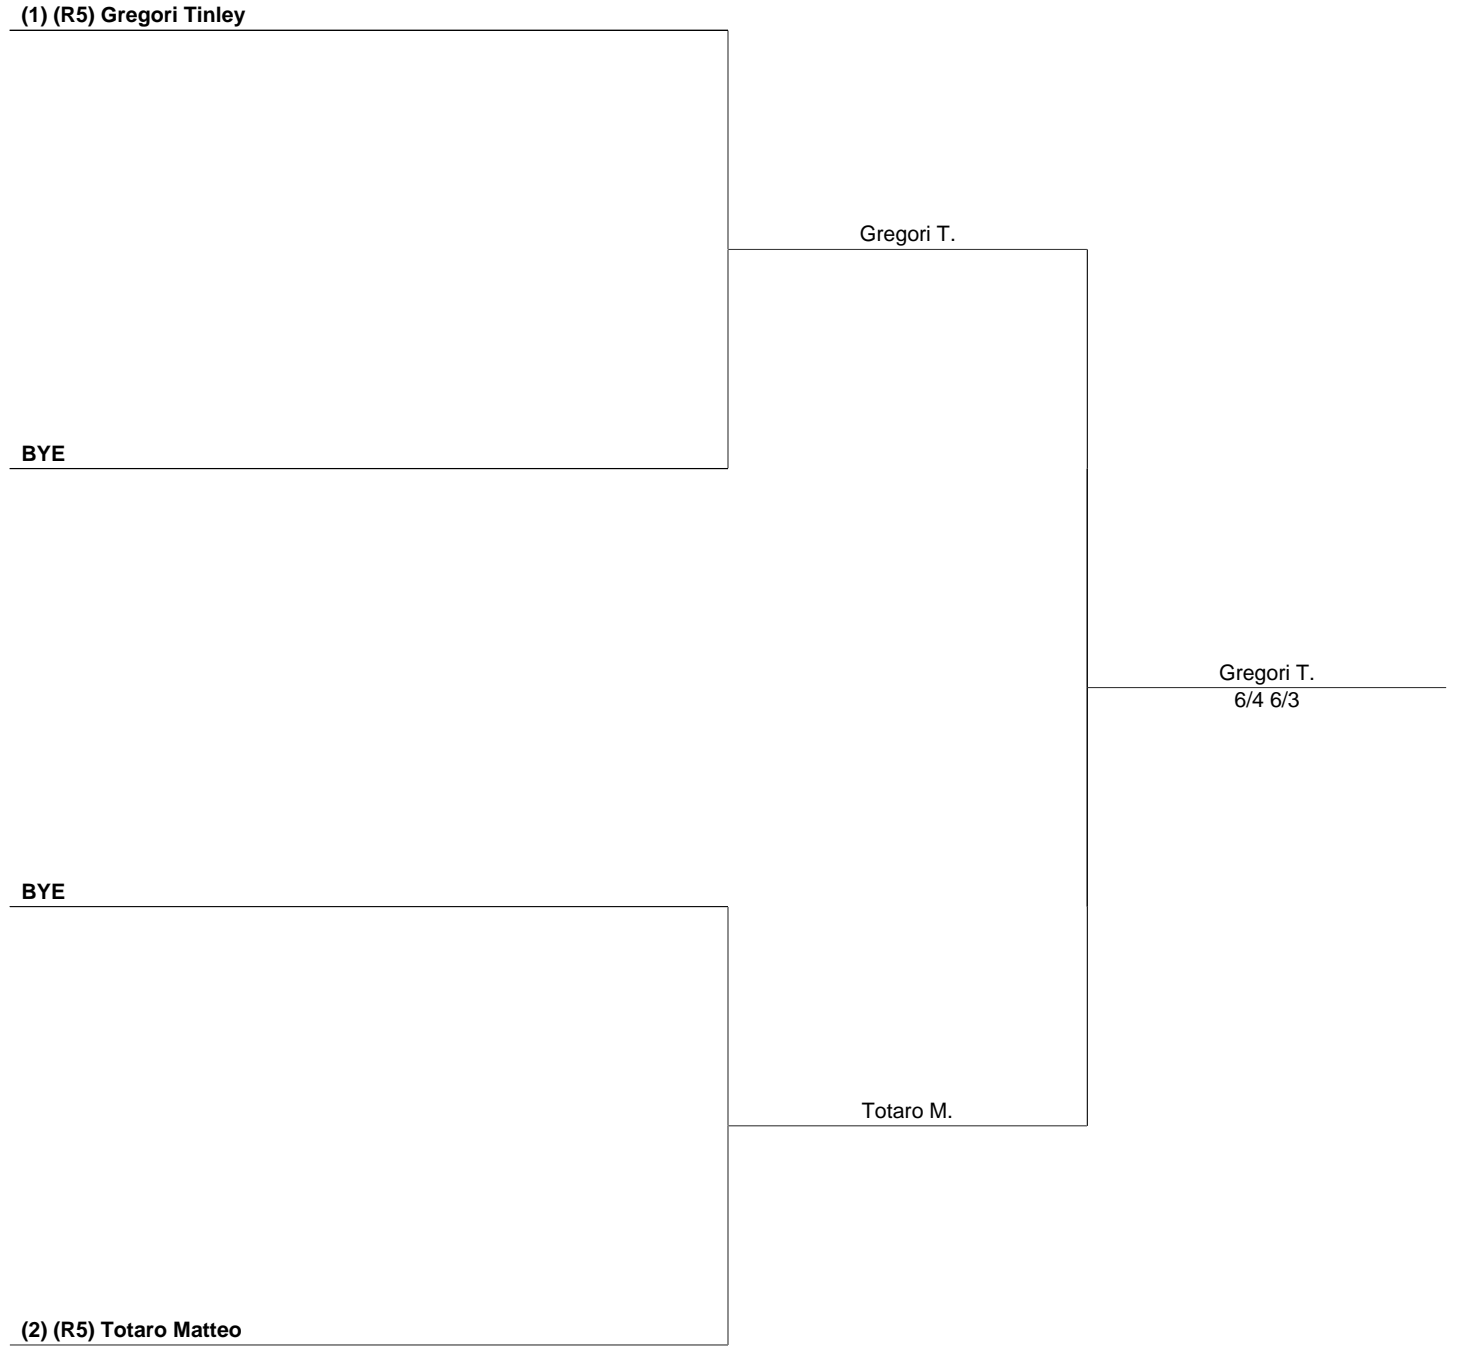 (1) (R5) Gregori Tinley
Gregori T.
BYE
Gregori T.
6/4 6/3
BYE
Totaro M.
(2) (R5) Totaro Matteo